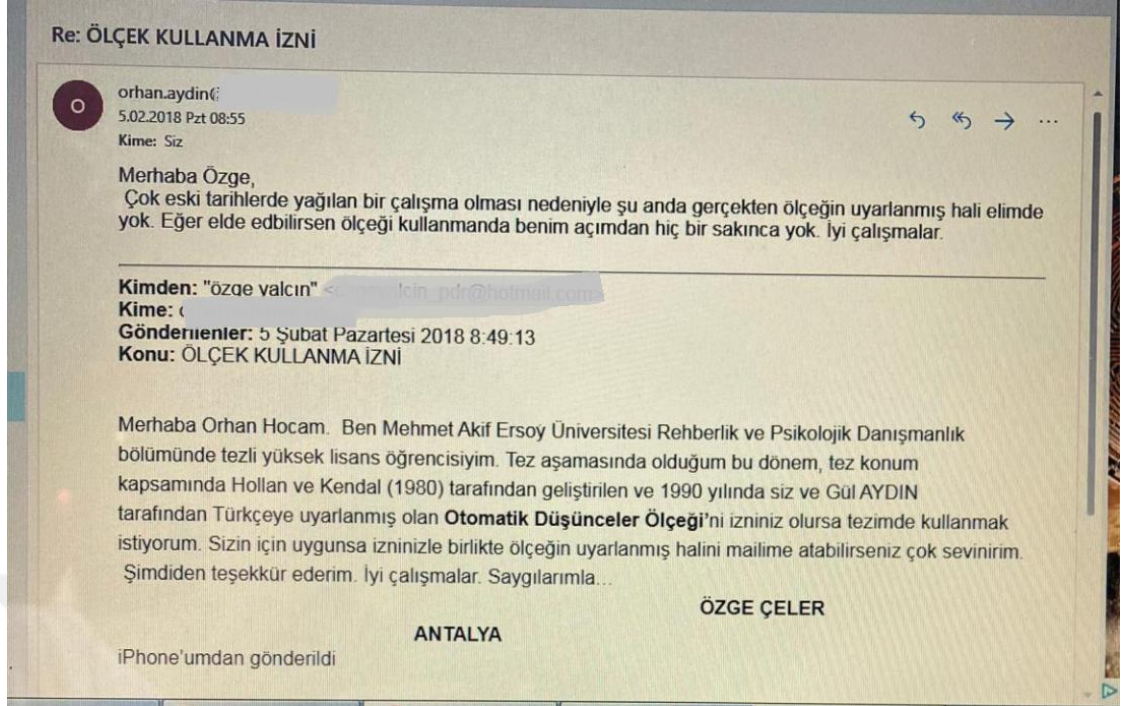 Re: ÖLÇEK KULLANMA İZNİ
O
orhan.aydin
5.02.2018 Pzt 08:55
Kime: Siz
Merhaba Özge,
Çok eski tarihlerde yağılan bir çalışma olması nedeniyle şu anda gerçekten ölçeğin uyarlanmış hali elimde
yok. Eğer elde edbilirsen ölçeği kullanmanda benim açımdan hiç bir sakınca yok. İyi çalışmalar.
Kimden: "özge yalcın"
Kime:
Gönderilenler: 5 Şubat Pazartesi 2018 8:49:13
Konu: ÖLÇEK KULLANMA İZNİ
Merhaba Orhan Hocam. Ben Mehmet Akif Ersoy Üniversitesi Rehberlik ve Psikolojik Danışmanlık
bölümünde tezli yüksek lisans öğrencisiyim. Tez aşamasında olduğum bu dönem, tez konum
kapsamında Hollan ve Kendal (1980) tarafından geliştirilen ve 1990 yılında siz ve Gül AYDIN
tarafından Türkçeye uyarlanmış olan Otomatik Düşünceler Ölçeği'ni izniniz olursa tezimde kullanmak
istiyorum. Sizin için uygunsa izninizle birlikte ölçeğin uyarlanmış halini mailime atabilirseniz çok sevinirim.
Şimdiden teşekkür ederim. İyi çalışmalar. Saygılarımla...
ÖZGE ÇELER
ANTALYA
iPhone'umdan gönderildi